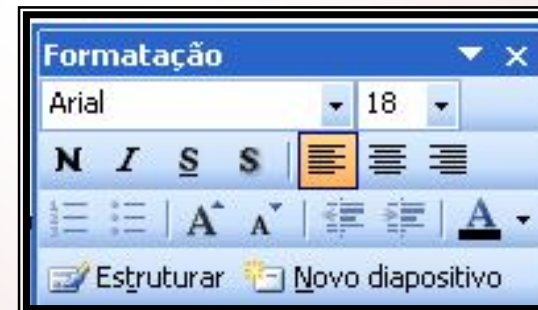 Formatação
Arial 18
N I S S
A A A
Estruturar Novo diapositivo